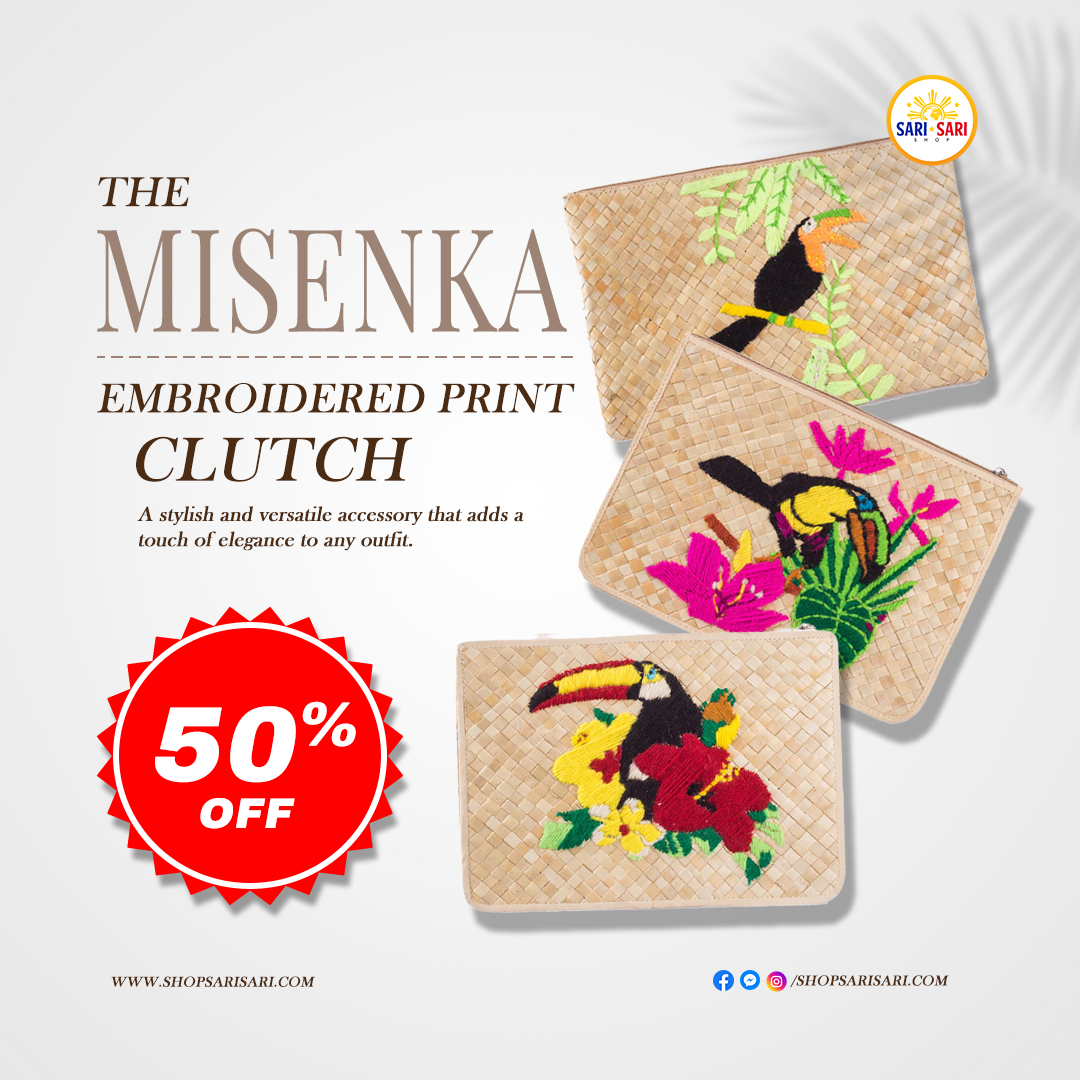 SARI SARI
SHOP
THE
MISENKA
EMBROIDERED PRINT
CLUTCH
A stylish and versatile accessory that adds a
touch of elegance to any outfit.
50%
OFF
WWW.SHOPSARISARI.COM
/SHOPSARISARI.COM